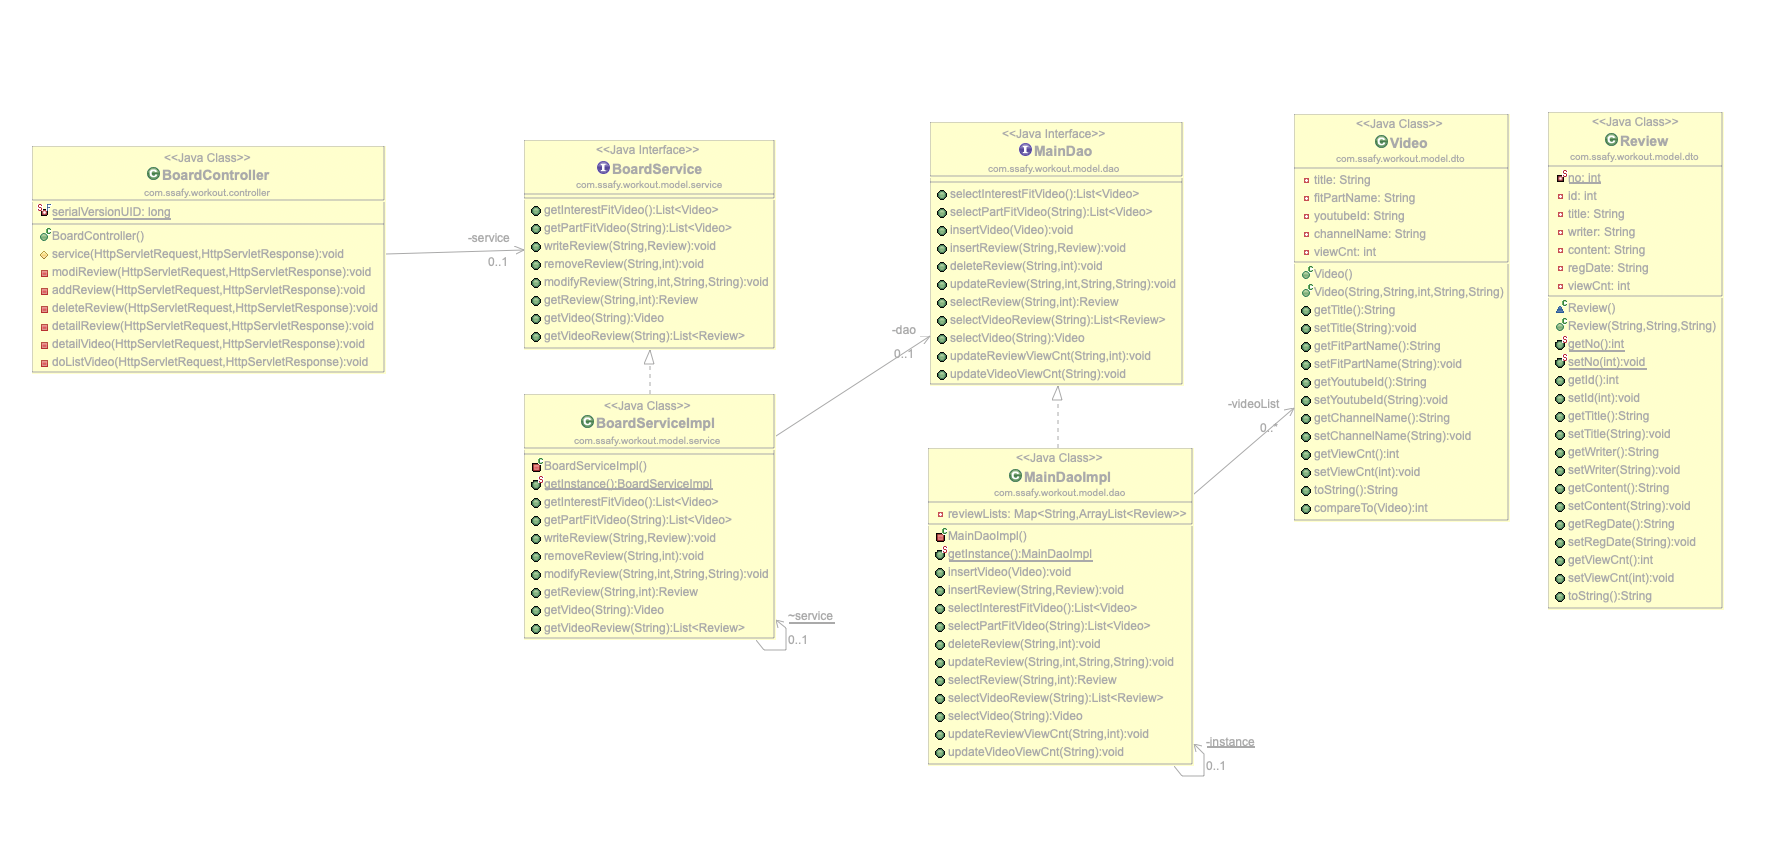 <<Java Class>>
BoardController
com.ssafy.workout.controller
serialVersionUID: long
BoardController()
service(HttpServletRequest,HttpServletResponse):void
modiReview(HttpServletRequest,HttpServletResponse):void
addReview(HttpServletRequest,HttpServletResponse):void
deleteReview(HttpServletRequest,HttpServletResponse):void
detailReview(HttpServletRequest,HttpServletResponse):void
detailVideo(HttpServletRequest,HttpServletResponse):void
doListVideo(HttpServletRequest,HttpServletResponse):void
-service
0..1
<<Java Interface>>
BoardService
com.ssafy.workout.model.service
getInterestFitVideo():List<Video>
getPartFitVideo(String):List<Video>
writeReview(String,Review):void
removeReview(String,int):void
modifyReview(String,int,String,String):void
getReview(String,int):Review
getVideo(String):Video
getVideoReview(String):List<Review>
<<Java Class>>
BoardServiceImpl
com.ssafy.workout.model.service
BoardServiceImpl()
getInstance():BoardServiceImpl
getInterestFitVideo():List<Video>
getPartFitVideo(String):List<Video>
writeReview(String,Review):void
removeReview(String,int):void
modifyReview(String,int,String,String):void
getReview(String,int):Review
getVideo(String):Video
getVideoReview(String):List<Review>
~service
0..1
-dao
0..1
<<Java Interface>>
MainDao
com.ssafy.workout.model.dao
selectInterestFitVideo():List<Video>
selectPartFitVideo(String):List<Video>
insertVideo(Video):void
insertReview(String,Review):void
deleteReview(String,int):void
updateReview(String,int,String,String):void
selectReview(String,int):Review
selectVideoReview(String):List<Review>
selectVideo(String):Video
updateReviewViewCnt(String,int):void
updateVideoViewCnt(String):void
<<Java Class>>
MainDaoImpl
com.ssafy.workout.model.dao
reviewLists: Map<String,ArrayList<Review>>
MainDaoImpl()
getInstance():MainDaoImpl
insertVideo(Video):void
insertReview(String,Review):void
selectInterestFitVideo():List<Video>
selectPartFitVideo(String):List<Video>
deleteReview(String,int):void
updateReview(String,int,String,String):void
selectReview(String,int):Review
selectVideoReview(String):List<Review>
selectVideo(String):Video
updateReviewViewCnt(String,int):void
updateVideoViewCnt(String):void
-instance
0..1
-videoList
0..*
<<Java Class>>
Video
com.ssafy.workout.model.dto
title: String
fitPartName: String
youtubeId: String
channelName: String
viewCnt: int
Video()
Video(String,String,int,String,String)
getTitle():String
setTitle(String):void
getFitPartName():String
setFitPartName(String):void
getYoutubeId():String
setYoutubeId(String):void
getChannelName():String
setChannelName(String):void
getViewCnt():int
setViewCnt(int):void
toString():String
compareTo(Video):int
<<Java Class>>
Review
com.ssafy.workout.model.dto
no: int
id: int
title: String
writer: String
content: String
regDate: String
viewCnt: int
Review()
Review(String,String,String)
getNo():int
setNo(int):void
getId():int
setId(int):void
getTitle():String
setTitle(String):void
getWriter():String
setWriter(String):void
getContent():String
setContent(String):void
getRegDate():String
setRegDate(String):void
getViewCnt():int
setViewCnt(int):void
toString():String